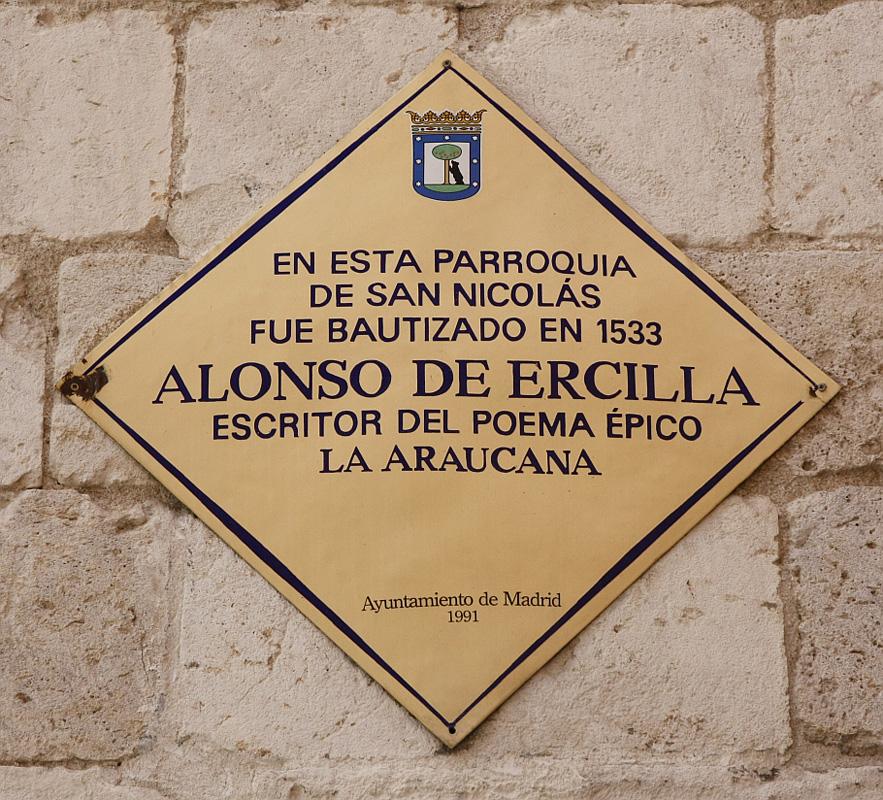 EN ESTA PARROQUIA
DE SAN NICOLÁS
FUE BAUTIZADO EN 1533
ALONSO DE ERCILLA
ESCRITOR DEL POEMA ÉPICO
LA ARAUCANA
Ayuntamiento de Madrid
1991